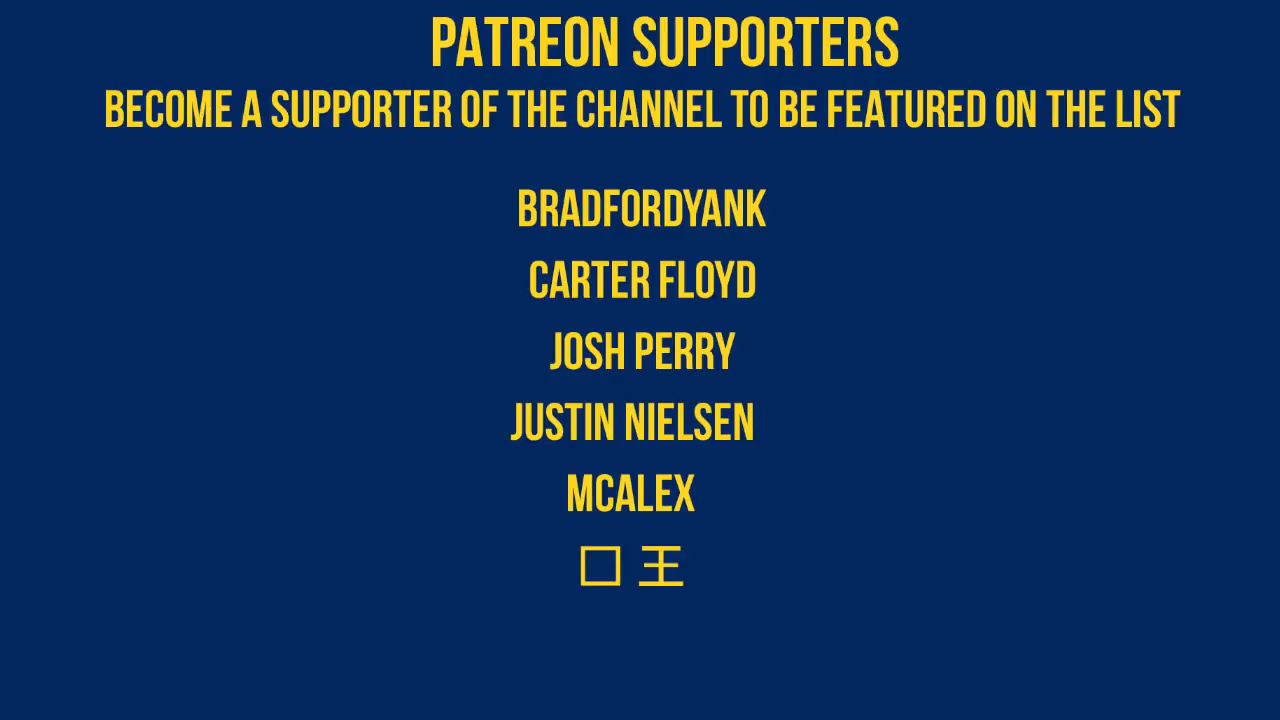 PATREON SUPPORTERS
BECOME A SUPPORTER OF THE CHANNEL TO BE FEATURED ON THE LIST
BRADFORDYANK
CARTER FLOYD
JOSH PERRY
JUSTIN NIELSEN
MCALEX
囗 王